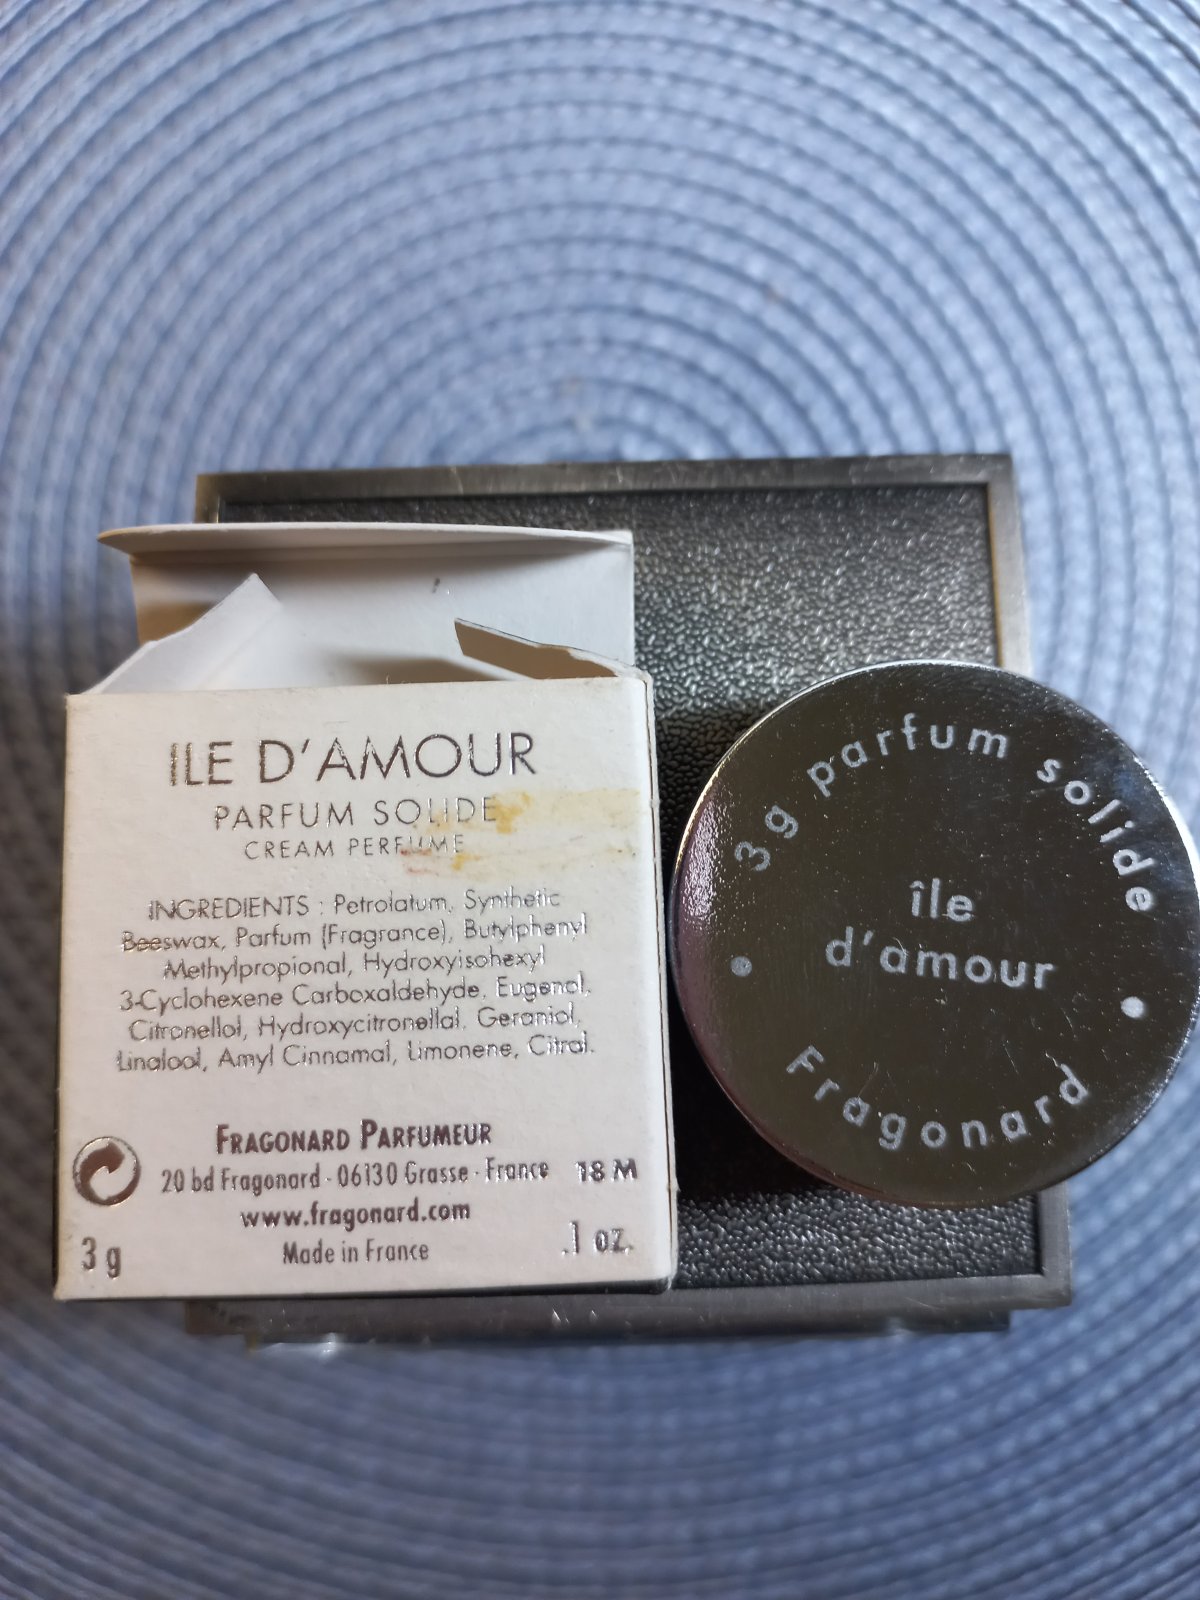 ILE D'AMOUR
PARFUM SOLIDE
CREAM PERFUME
INGREDIENTS : Petrolatum, Synthetic
Beeswax, Parfum (Fragrance), Butylphenyl
Methylpropional, Hydroxyisohexyl
3-Cyclohexene Carboxaldehyde, Eugenol,
Citronellol, Hydroxycitronellal, Geraniol,
Linalool, Amyl Cinnamal, Limonene, Citral.
FRAGONARD PARFUMEUR
20 bd Fragonard - 06130 Grasse - France 18 M
www.fragonard.com
Made in France
3 g .1 oz.
3g parfum solide
île
d'amour
Fragonard